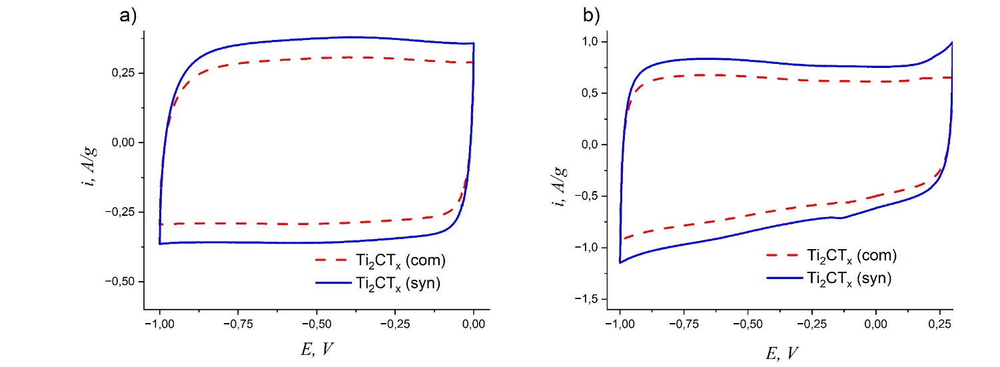 a)
i, A/g
0,25
0,00
−0,25
−0,50
−1,00 −0,75 −0,50 −0,25 0,00
E, V
Ti₂CTₓ (com)
Ti₂CTₓ (syn)
b)
i, A/g
1,0
0,5
0,0
−0,5
−1,0
−1,5
−1,00 −0,75 −0,50 −0,25 0,00 0,25
E, V
Ti₂CTₓ (com)
Ti₂CTₓ (syn)